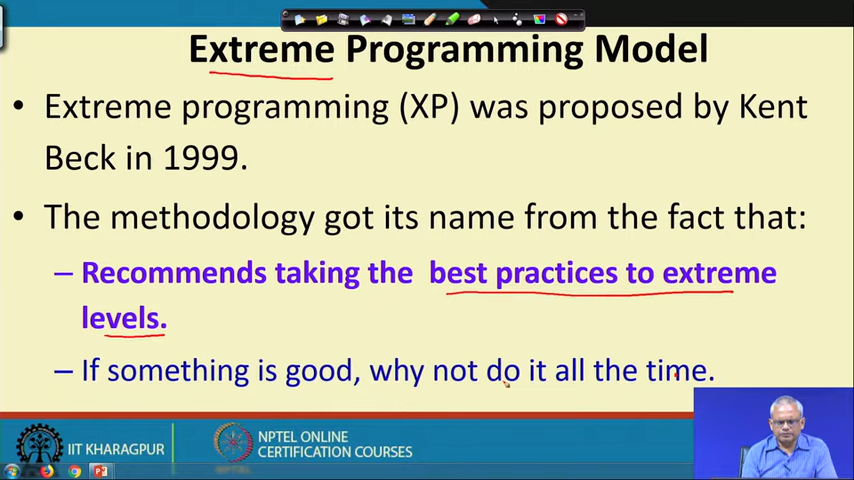 Extreme Programming Model
• Extreme programming (XP) was proposed by Kent
Beck in 1999.
• The methodology got its name from the fact that:
– Recommends taking the best practices to extreme
levels.
– If something is good, why not do it all the time.
IIT KHARAGPUR
NPTEL ONLINE
CERTIFICATION COURSES
NPTEL